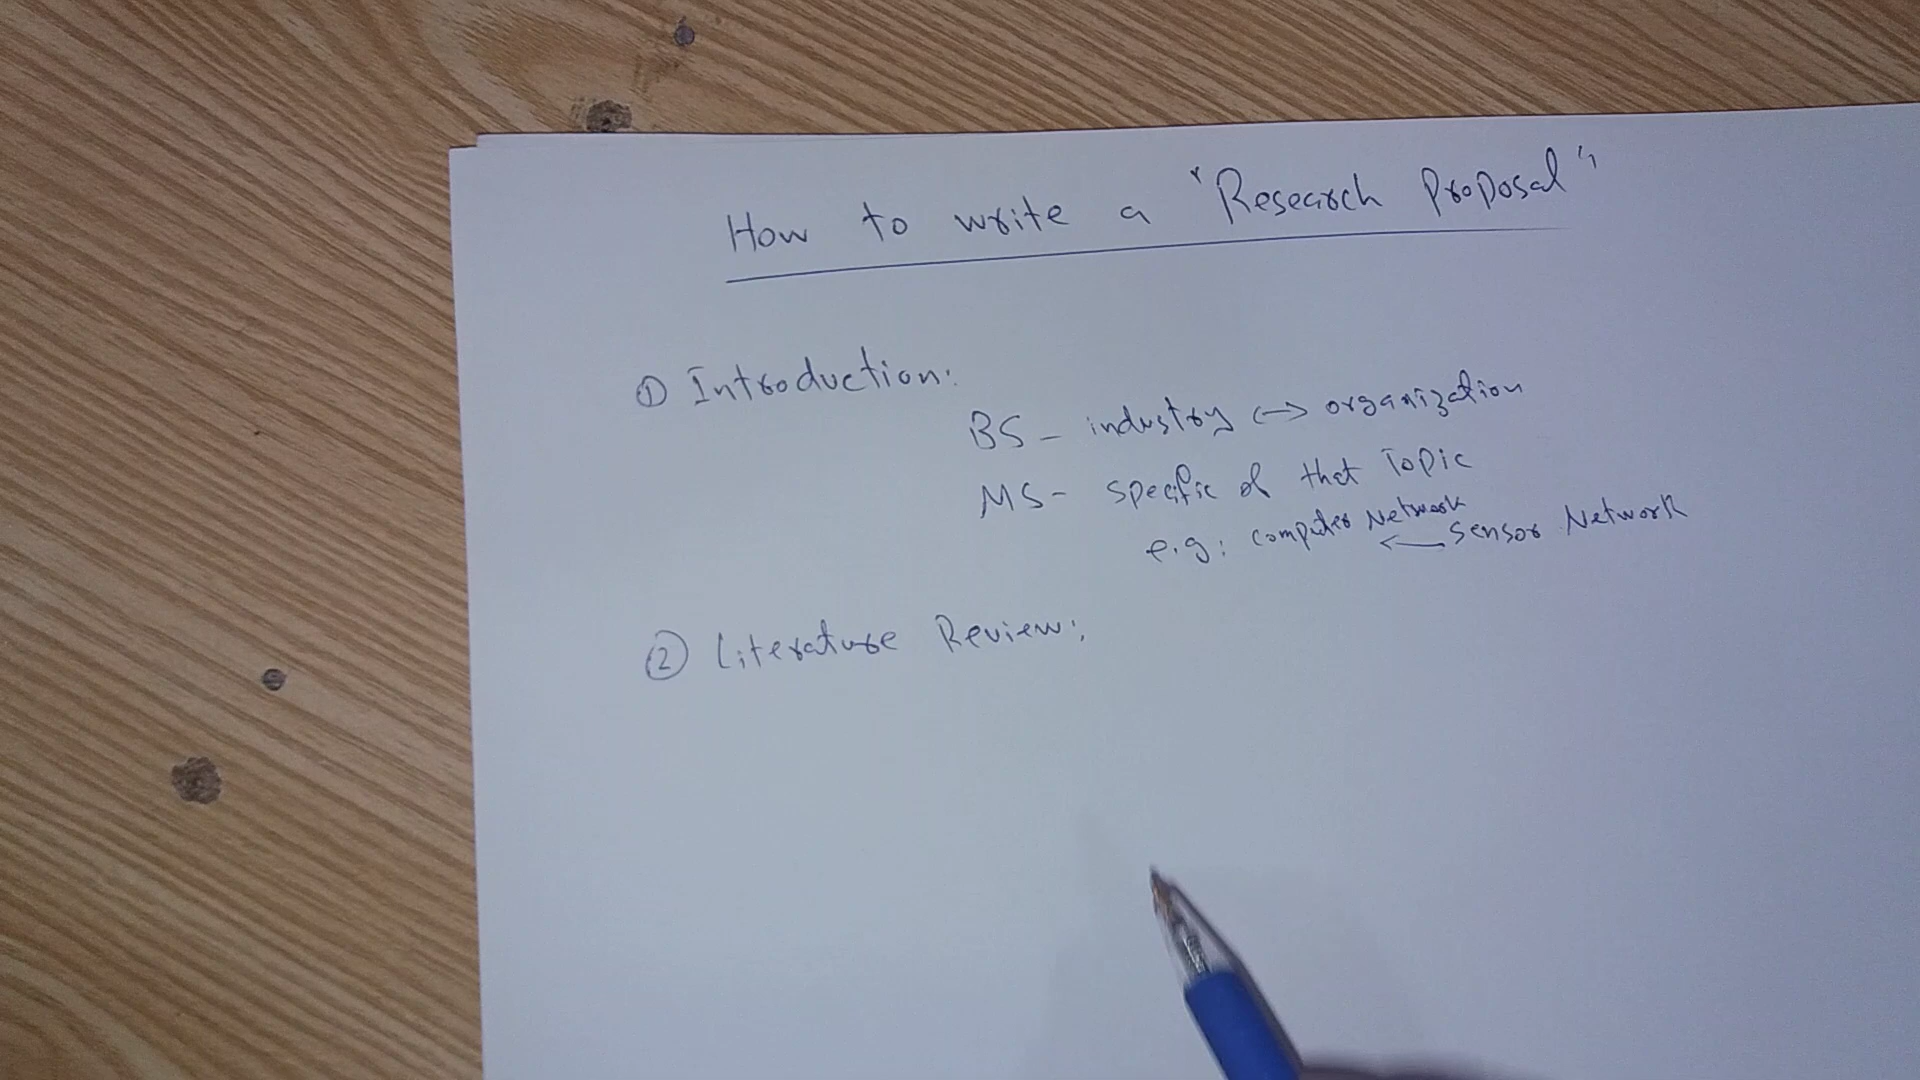 How to write a "Research Proposal"
① Introduction:
BS - industry <-> organization
MS - specific of that Topic
e.g: computer Network
<- Sensor Network
② Literature Review: